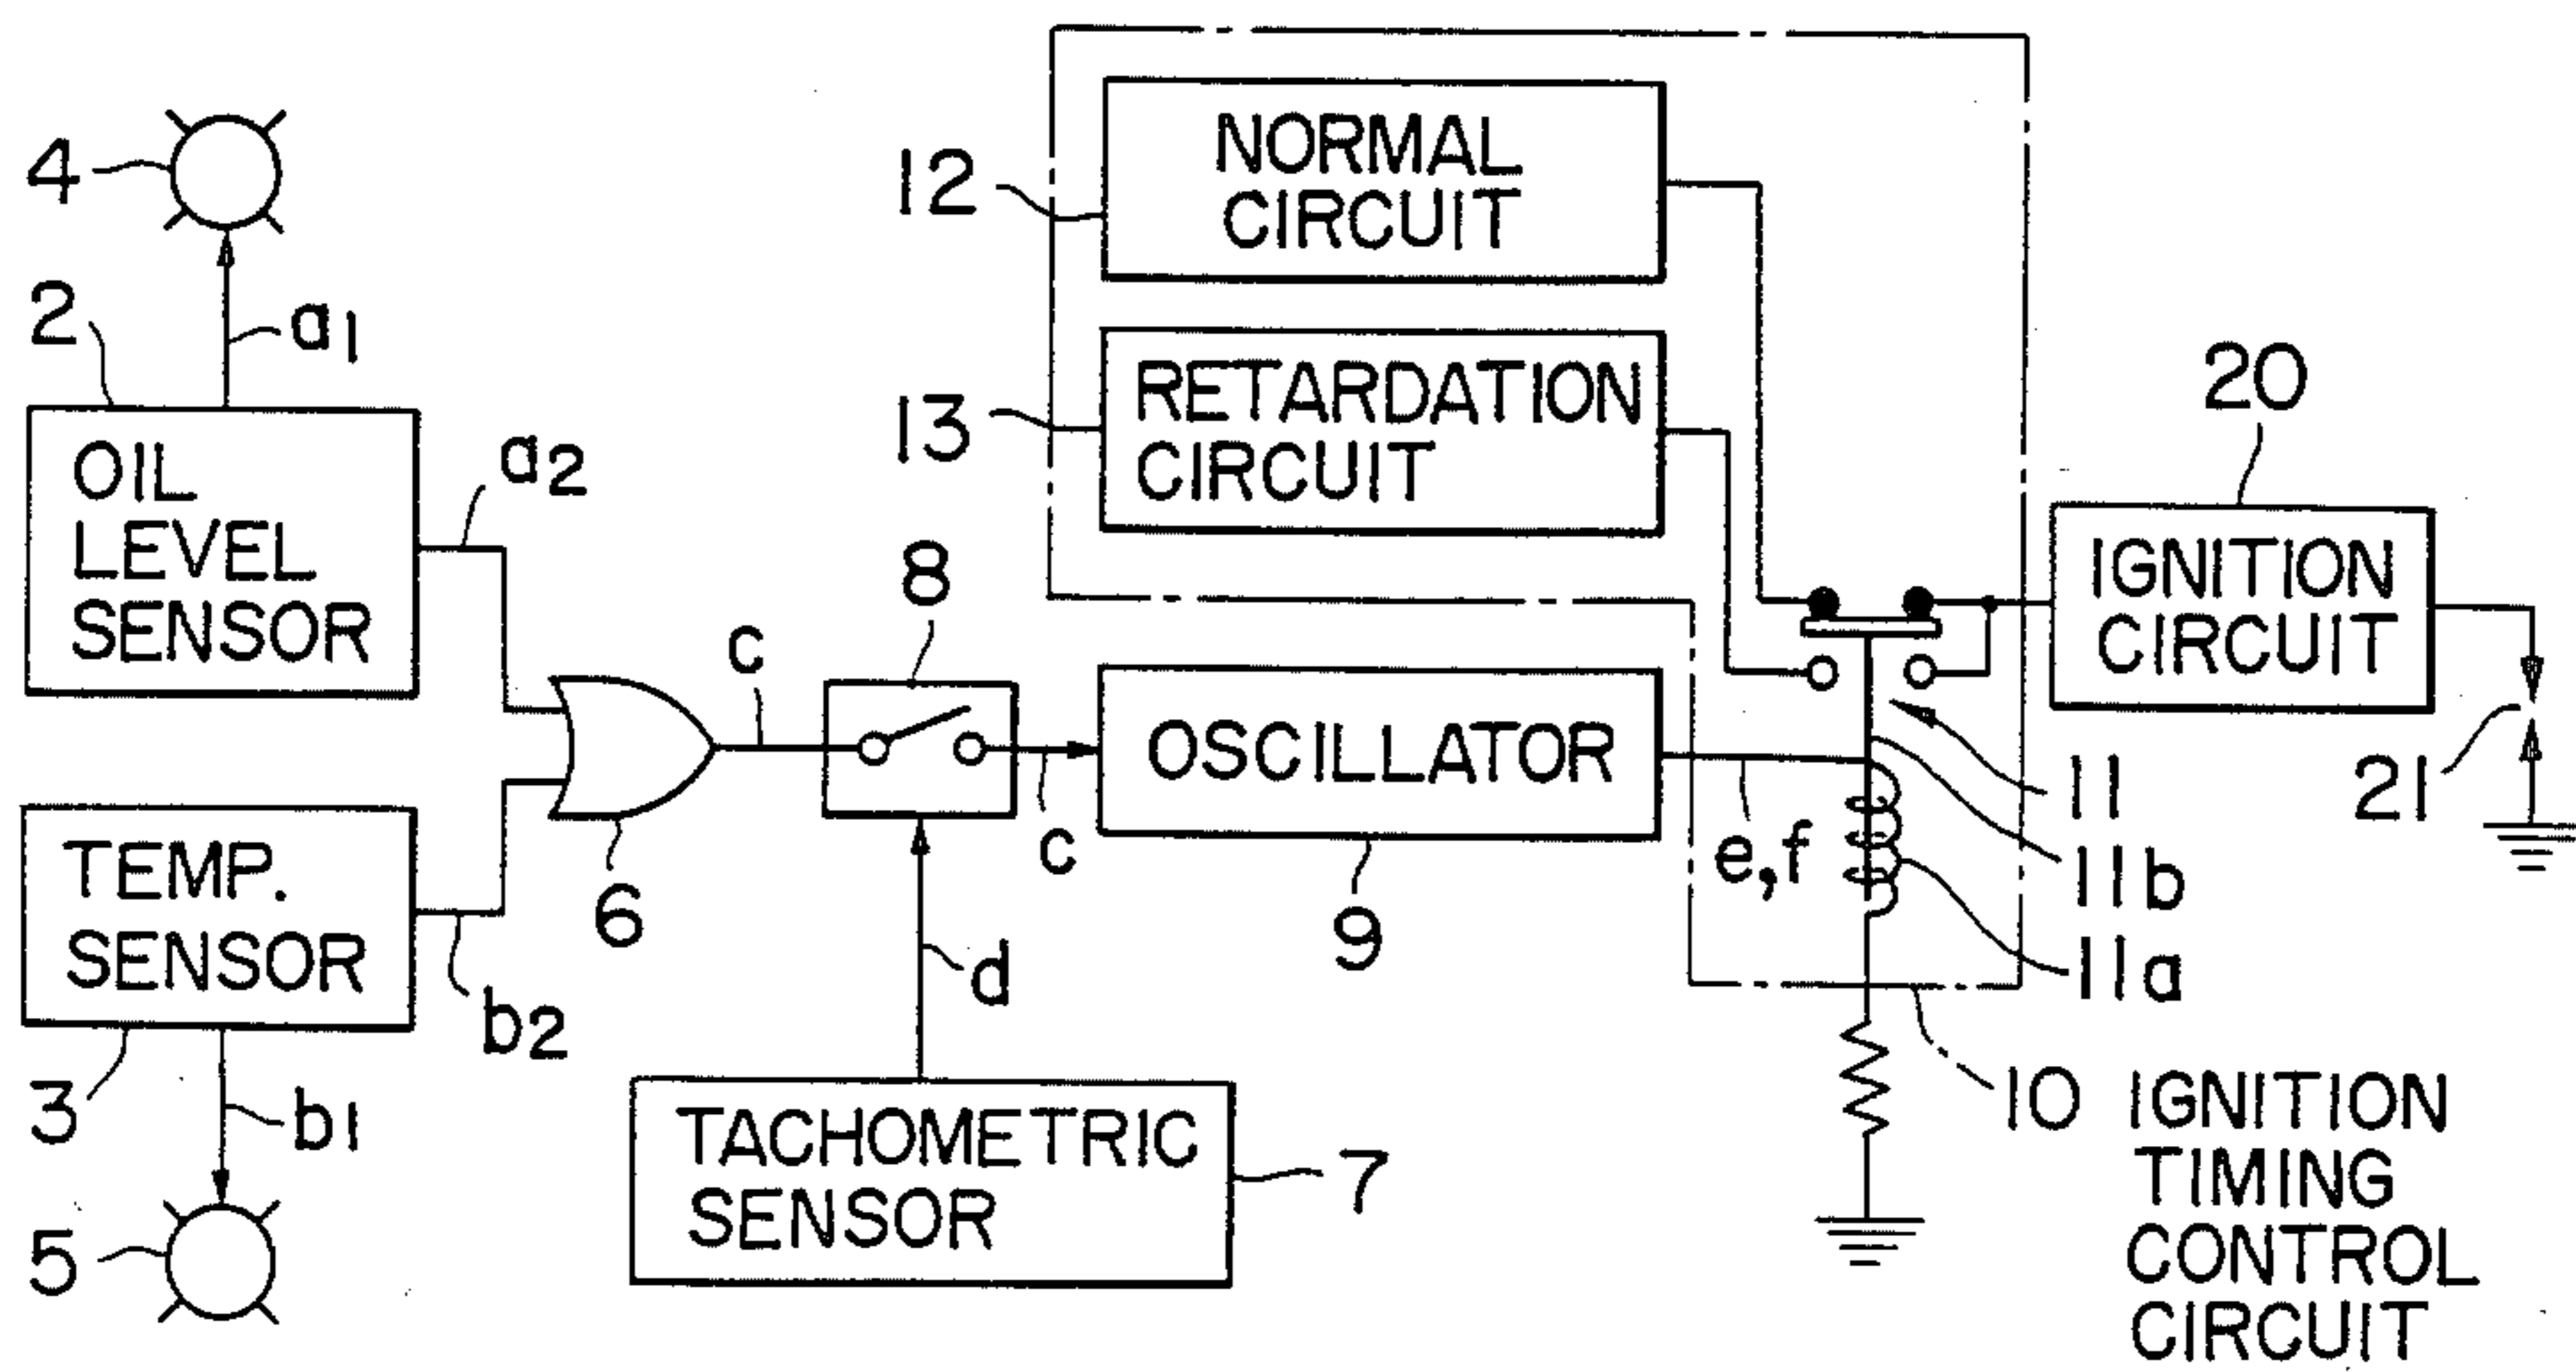 4
2
a1
OIL
LEVEL
SENSOR
a2
TEMP.
SENSOR
b2
3
b1
5
6
c
8
c
d
TACHOMETRIC
SENSOR
7
OSCILLATOR
9
12
NORMAL
CIRCUIT
13
RETARDATION
CIRCUIT
e,f
11
11b
11a
20
IGNITION
CIRCUIT
21
10 IGNITION
TIMING
CONTROL
CIRCUIT